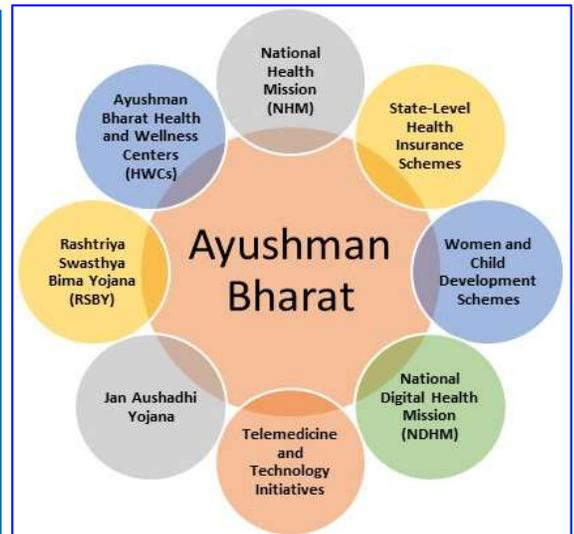 National
Health
Mission
(NHM)
State-Level
Health
Insurance
Schemes
Women and
Child
Development
Schemes
National
Digital Health
Mission
(NDHM)
Telemedicine
and
Technology
Initiatives
Jan Aushadhi
Yojana
Rashtriya
Swasthya
Bima Yojana
(RSBY)
Ayushman
Bharat Health
and Wellness
Centers
(HWCs)
Ayushman
Bharat